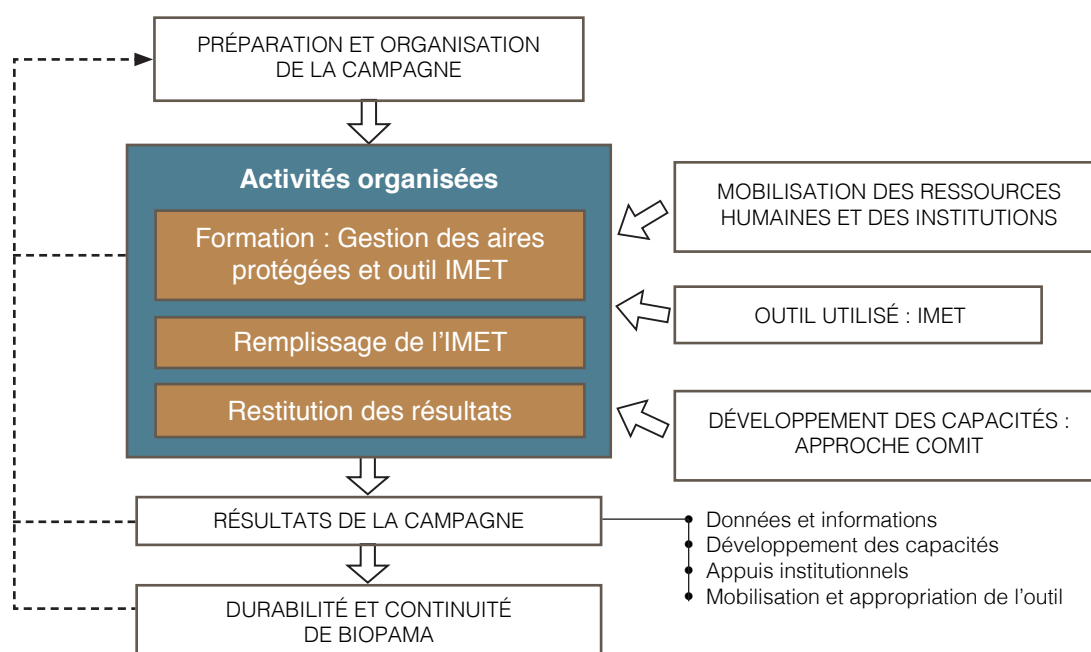 PRÉPARATION ET ORGANISATION
DE LA CAMPAGNE
Activités organisées
Formation : Gestion des aires
protégées et outil IMET
Remplissage de l'IMET
Restitution des résultats
MOBILISATION DES RESSOURCES
HUMAINES ET DES INSTITUTIONS
OUTIL UTILISÉ : IMET
DÉVELOPPEMENT DES CAPACITÉS :
APPROCHE COMIT
RÉSULTATS DE LA CAMPAGNE
Données et informations
Développement des capacités
Appuis institutionnels
Mobilisation et appropriation de l'outil
DURABILITÉ ET CONTINUITÉ
DE BIOPAMA